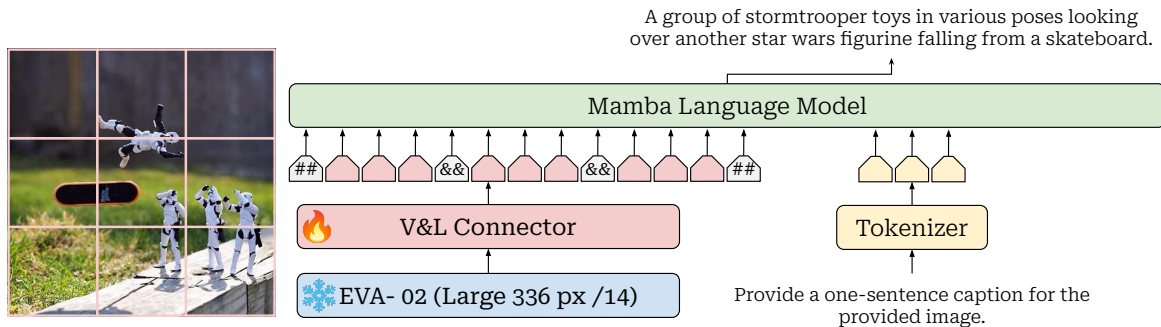 A group of stormtrooper toys in various poses looking
over another star wars figurine falling from a skateboard.
Mamba Language Model
## && && ##
V&L Connector
Tokenizer
EVA- 02 (Large 336 px /14)
Provide a one-sentence caption for the
provided image.